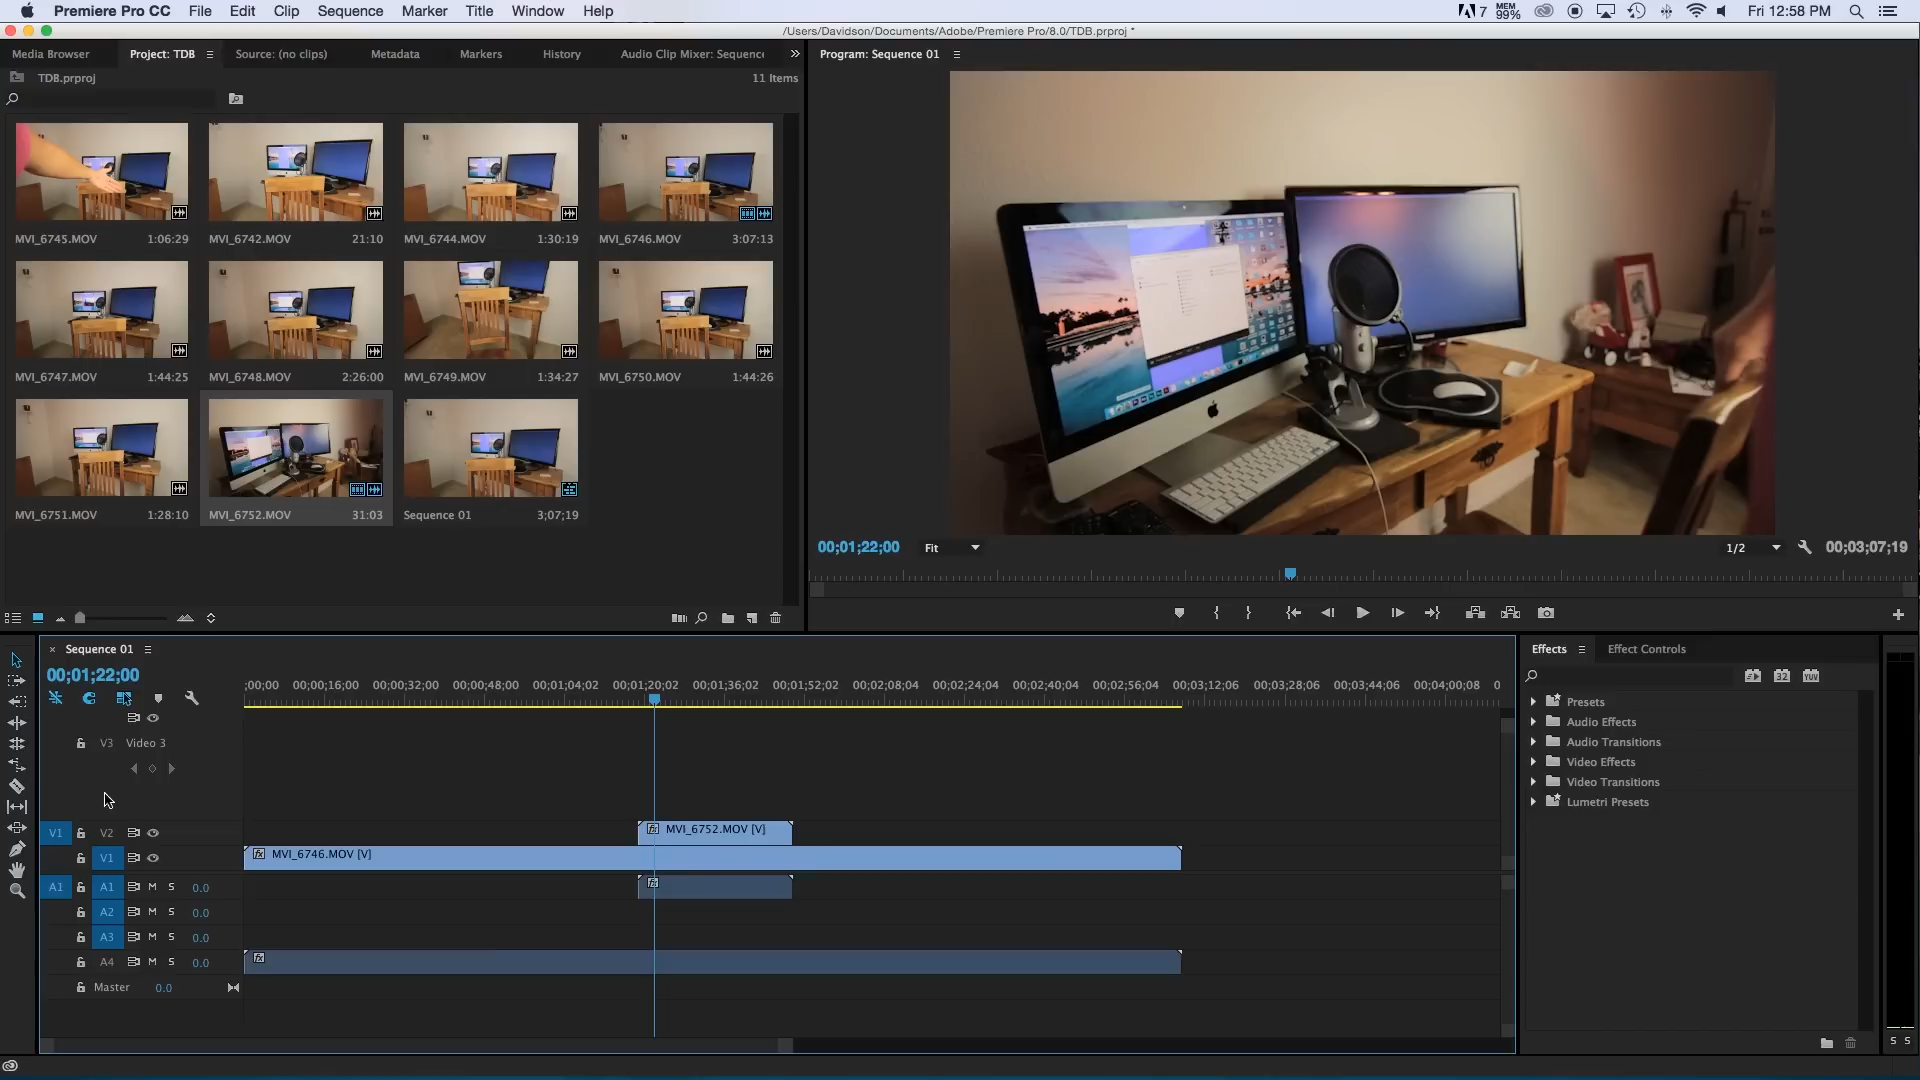 Premiere Pro CC File Edit Clip Sequence Marker Title Window Help 7 MEM 99% Fri 12:58 PM
/Users/Davidson/Documents/Adobe/Premiere Pro/8.0/TDB.prproj *
Media Browser Project: TDB Source: (no clips) Metadata Markers History Audio Clip Mixer: Sequence
TDB.prproj 11 Items
MVI_6745.MOV 1:06:29 MVI_6742.MOV 21:10 MVI_6744.MOV 1:30:19 MVI_6746.MOV 3:07:13
MVI_6747.MOV 1:44:25 MVI_6748.MOV 2:26:00 MVI_6749.MOV 1:34:27 MVI_6750.MOV 1:44:26
MVI_6751.MOV 1:28:10 MVI_6752.MOV 31:03 Sequence 01 3;07;19
Program: Sequence 01
00;01;22;00 Fit 1/2 00;03;07;19
Sequence 01
00;01;22;00
;00;00 00;00;16;00 00;00;32;00 00;00;48;00 00;01;04;02 00;01;20;02 00;01;36;02 00;01;52;02 00;02;08;04 00;02;24;04 00;02;40;04 00;02;56;04 00;03;12;06 00;03;28;06 00;03;44;06 00;04;00;08 0
V3 Video 3
V1 V2 fx MVI_6752.MOV [V]
V1 fx MVI_6746.MOV [V]
A1 A1 M S 0.0 fx
A2 M S 0.0
A3 M S 0.0
A4 M S 0.0 fx
Master 0.0
Effects Effect Controls
32 YUV
Presets
Audio Effects
Audio Transitions
Video Effects
Video Transitions
Lumetri Presets
S S